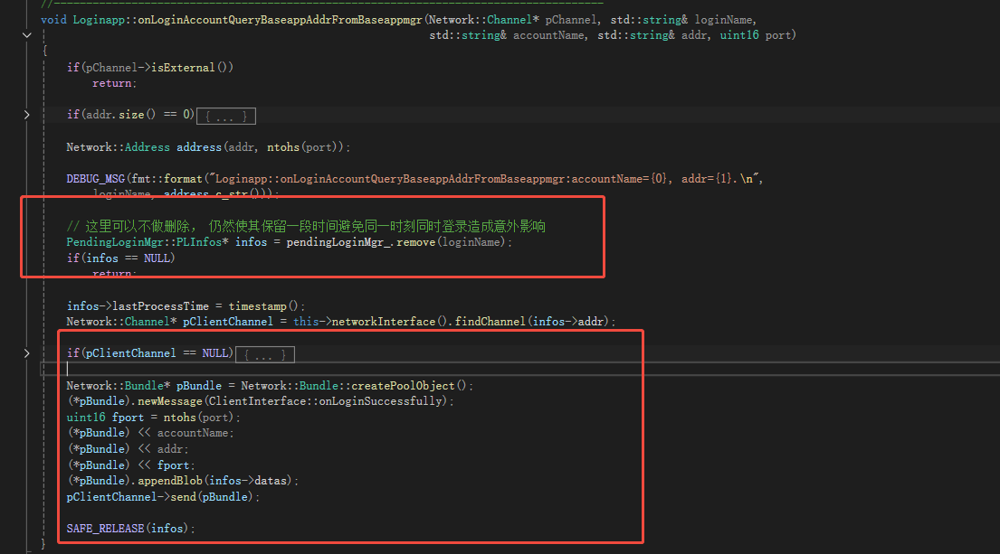 //----------------------------------------------------------------------------------
void Loginapp::onLoginAccountQueryBaseappAddrFromBaseappmgr(Network::Channel* pChannel, std::string& loginName,
std::string& accountName, std::string& addr, uint16 port)
{
if(pChannel->isExternal())
return;
if(addr.size() == 0){ ... }
Network::Address address(addr, ntohs(port));
DEBUG_MSG(fmt::format("Loginapp::onLoginAccountQueryBaseappAddrFromBaseappmgr:accountName={0}, addr={1}.\n",
loginName, address.c_str()));
// 这里可以不做删除， 仍然使其保留一段时间避免同一时刻同时登录造成意外影响
PendingLoginMgr::PLInfos* infos = pendingLoginMgr_.remove(loginName);
if(infos == NULL)
return;
infos->lastProcessTime = timestamp();
Network::Channel* pClientChannel = this->networkInterface().findChannel(infos->addr);
if(pClientChannel == NULL){ ... }
Network::Bundle* pBundle = Network::Bundle::createPoolObject();
(*pBundle).newMessage(ClientInterface::onLoginSuccessfully);
uint16 fport = ntohs(port);
(*pBundle) << accountName;
(*pBundle) << addr;
(*pBundle) << fport;
(*pBundle).appendBlob(infos->datas);
pClientChannel->send(pBundle);
SAFE_RELEASE(infos);
}